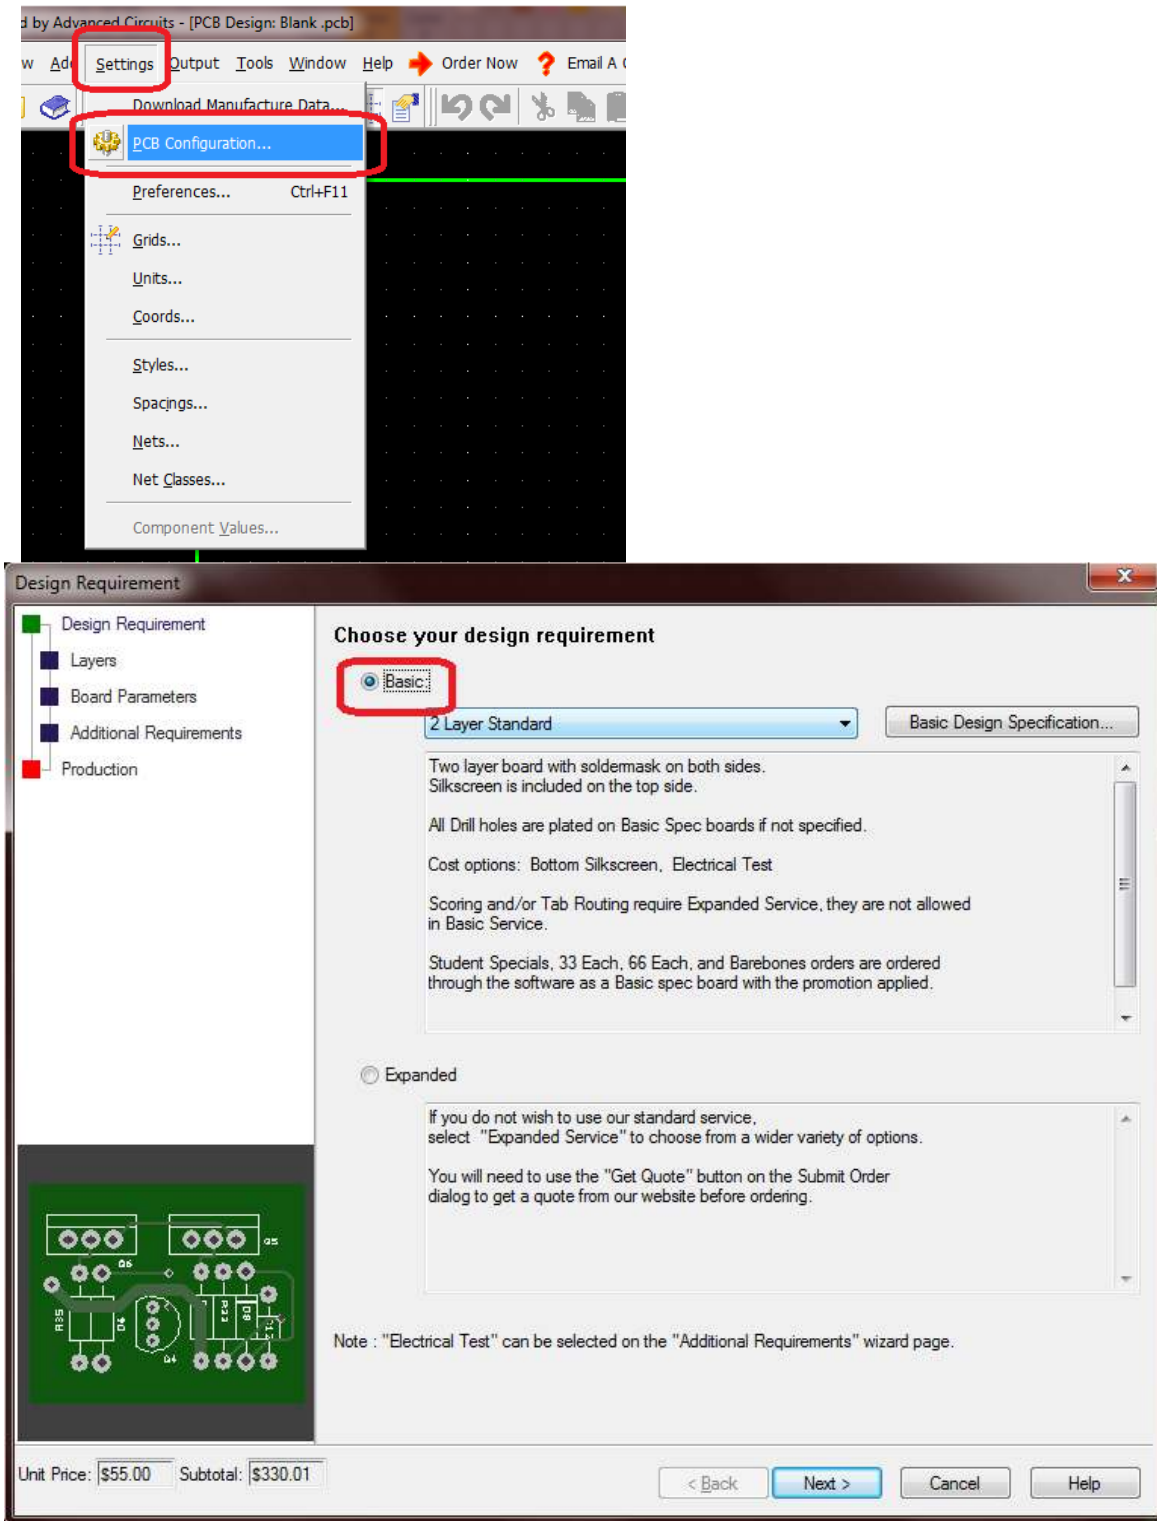 d by Advanced Circuits - [PCB Design: Blank .pcb]
w Add Settings Output Tools Window Help Order Now ? Email A
Download Manufacture Data...
PCB Configuration...
Preferences... Ctrl+F11
Grids...
Units...
Coords...
Styles...
Spacings...
Nets...
Net Classes...
Component Values...
Design Requirement
Design Requirement
Layers
Board Parameters
Additional Requirements
Production
Choose your design requirement
Basic
2 Layer Standard
Basic Design Specification...
Two layer board with soldermask on both sides.
Silkscreen is included on the top side.
All Drill holes are plated on Basic Spec boards if not specified.
Cost options: Bottom Silkscreen, Electrical Test
Scoring and/or Tab Routing require Expanded Service, they are not allowed
in Basic Service.
Student Specials, 33 Each, 66 Each, and Barebones orders are ordered
through the software as a Basic spec board with the promotion applied.
Expanded
If you do not wish to use our standard service,
select "Expanded Service" to choose from a wider variety of options.
You will need to use the "Get Quote" button on the Submit Order
dialog to get a quote from our website before ordering.
Note : "Electrical Test" can be selected on the "Additional Requirements" wizard page.
Q5
Q6
R35
D6
Q4
R33
D8
Unit Price: $55.00 Subtotal: $330.01
< Back Next > Cancel Help